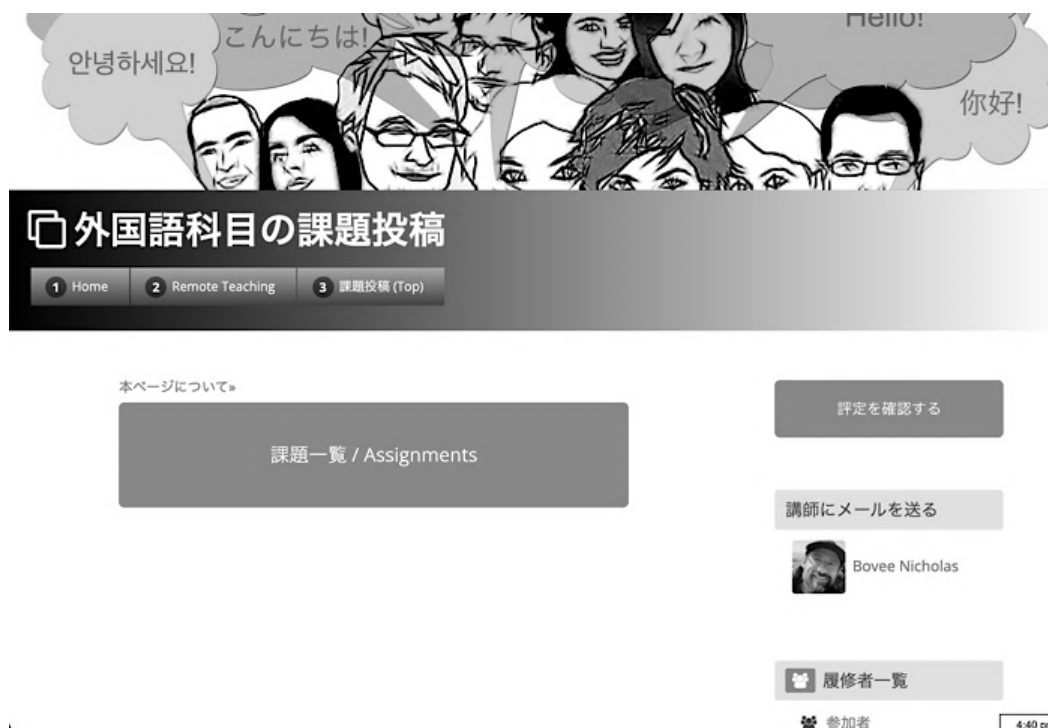 안녕하세요!
こんにちは!
Hello!
你好!
外国語科目の課題投稿
1 Home
2 Remote Teaching
3 課題投稿 (Top)
本ページについて»
課題一覧 / Assignments
評定を確認する
講師にメールを送る
Bovee Nicholas
履修者一覧
参加者
4:40